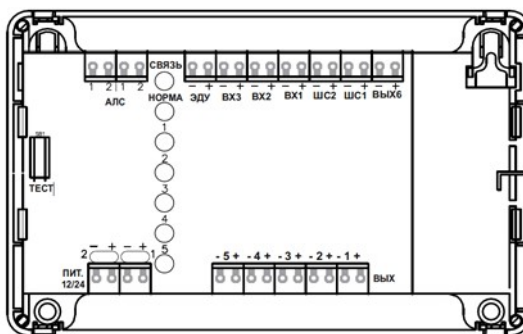 СВЯЗЬ
1 2 1 2
- + - + - + - + - + - + - +
АЛС
НОРМА
ЭДУ ВХ3 ВХ2 ВХ1 ШС2 ШС1 ВЫХ6
1
ТЕСТ
2
3
4
- + - +
2 1
5
- 5 + - 4 + - 3 + - 2 + - 1 +
ПИТ.
12/24
ВЫХ